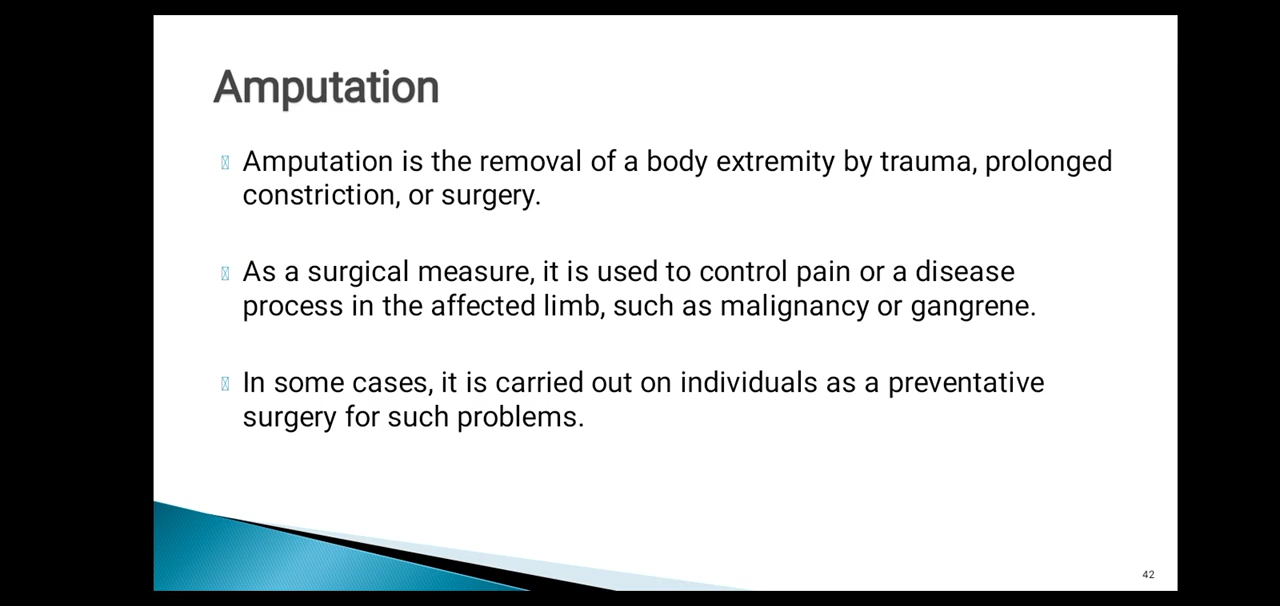 Amputation
Amputation is the removal of a body extremity by trauma, prolonged
constriction, or surgery.
As a surgical measure, it is used to control pain or a disease
process in the affected limb, such as malignancy or gangrene.
In some cases, it is carried out on individuals as a preventative
surgery for such problems.
42